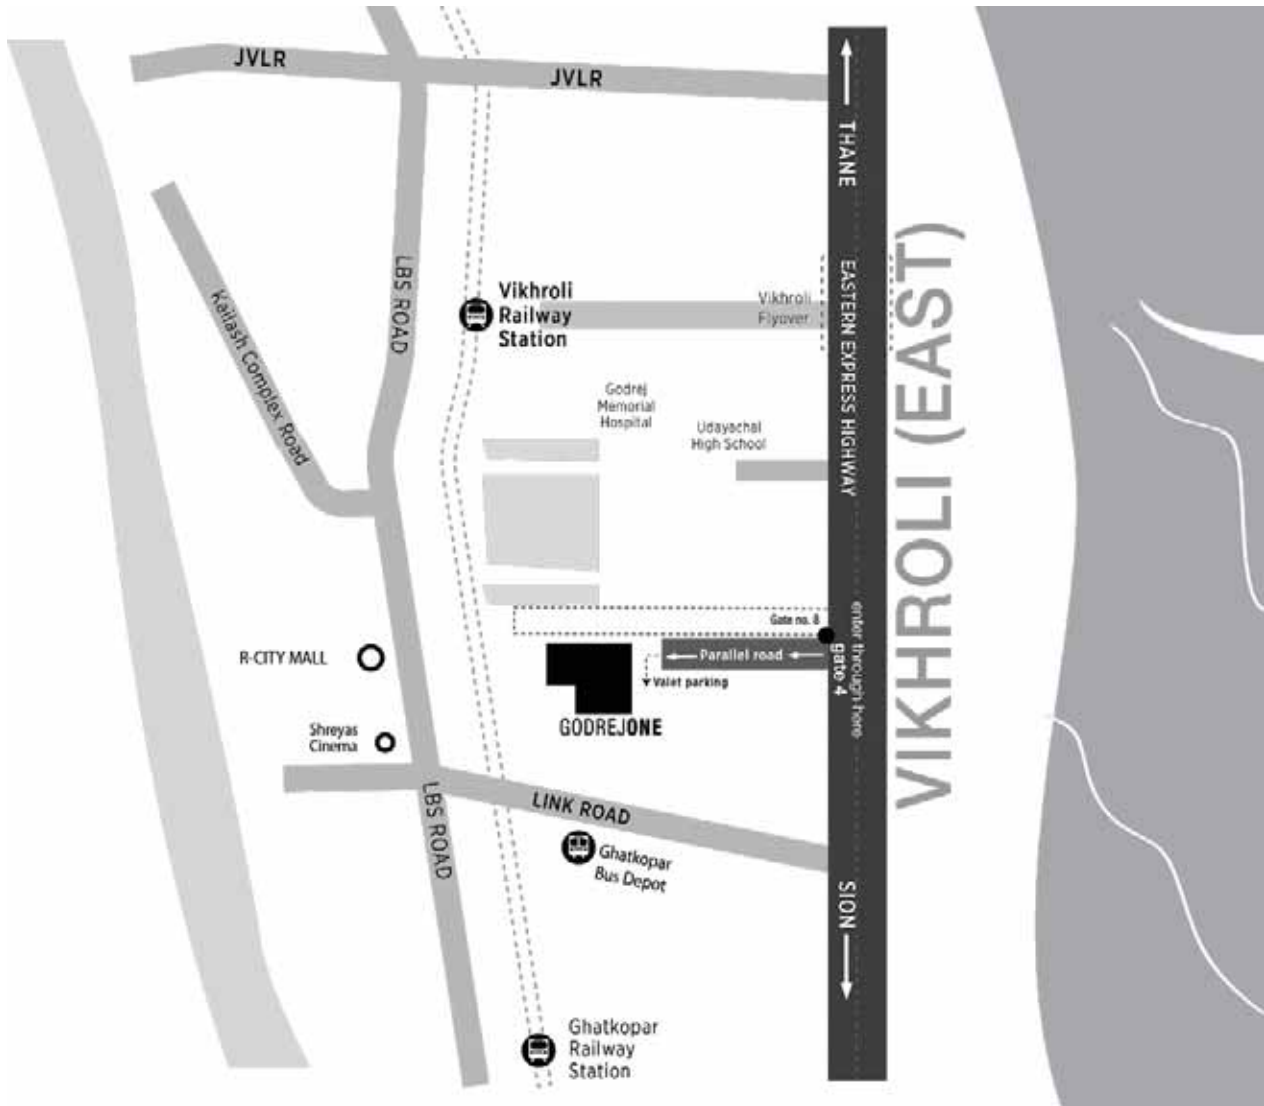 JVLR
JVLR
THANE
LBS ROAD
Kailash Complex Road
Vikhroli
Railway
Station
Vikhroli
Flyover
EASTERN EXPRESS HIGHWAY
VIKHROLI (EAST)
Godrej
Memorial
Hospital
Udayachal
High School
Gate no. 8
Parallel road
gate 4
enter through here
Valet parking
R-CITY MALL
GODREJONE
Shreyas
Cinema
LBS ROAD
LINK ROAD
Ghatkopar
Bus Depot
SION
Ghatkopar
Railway
Station